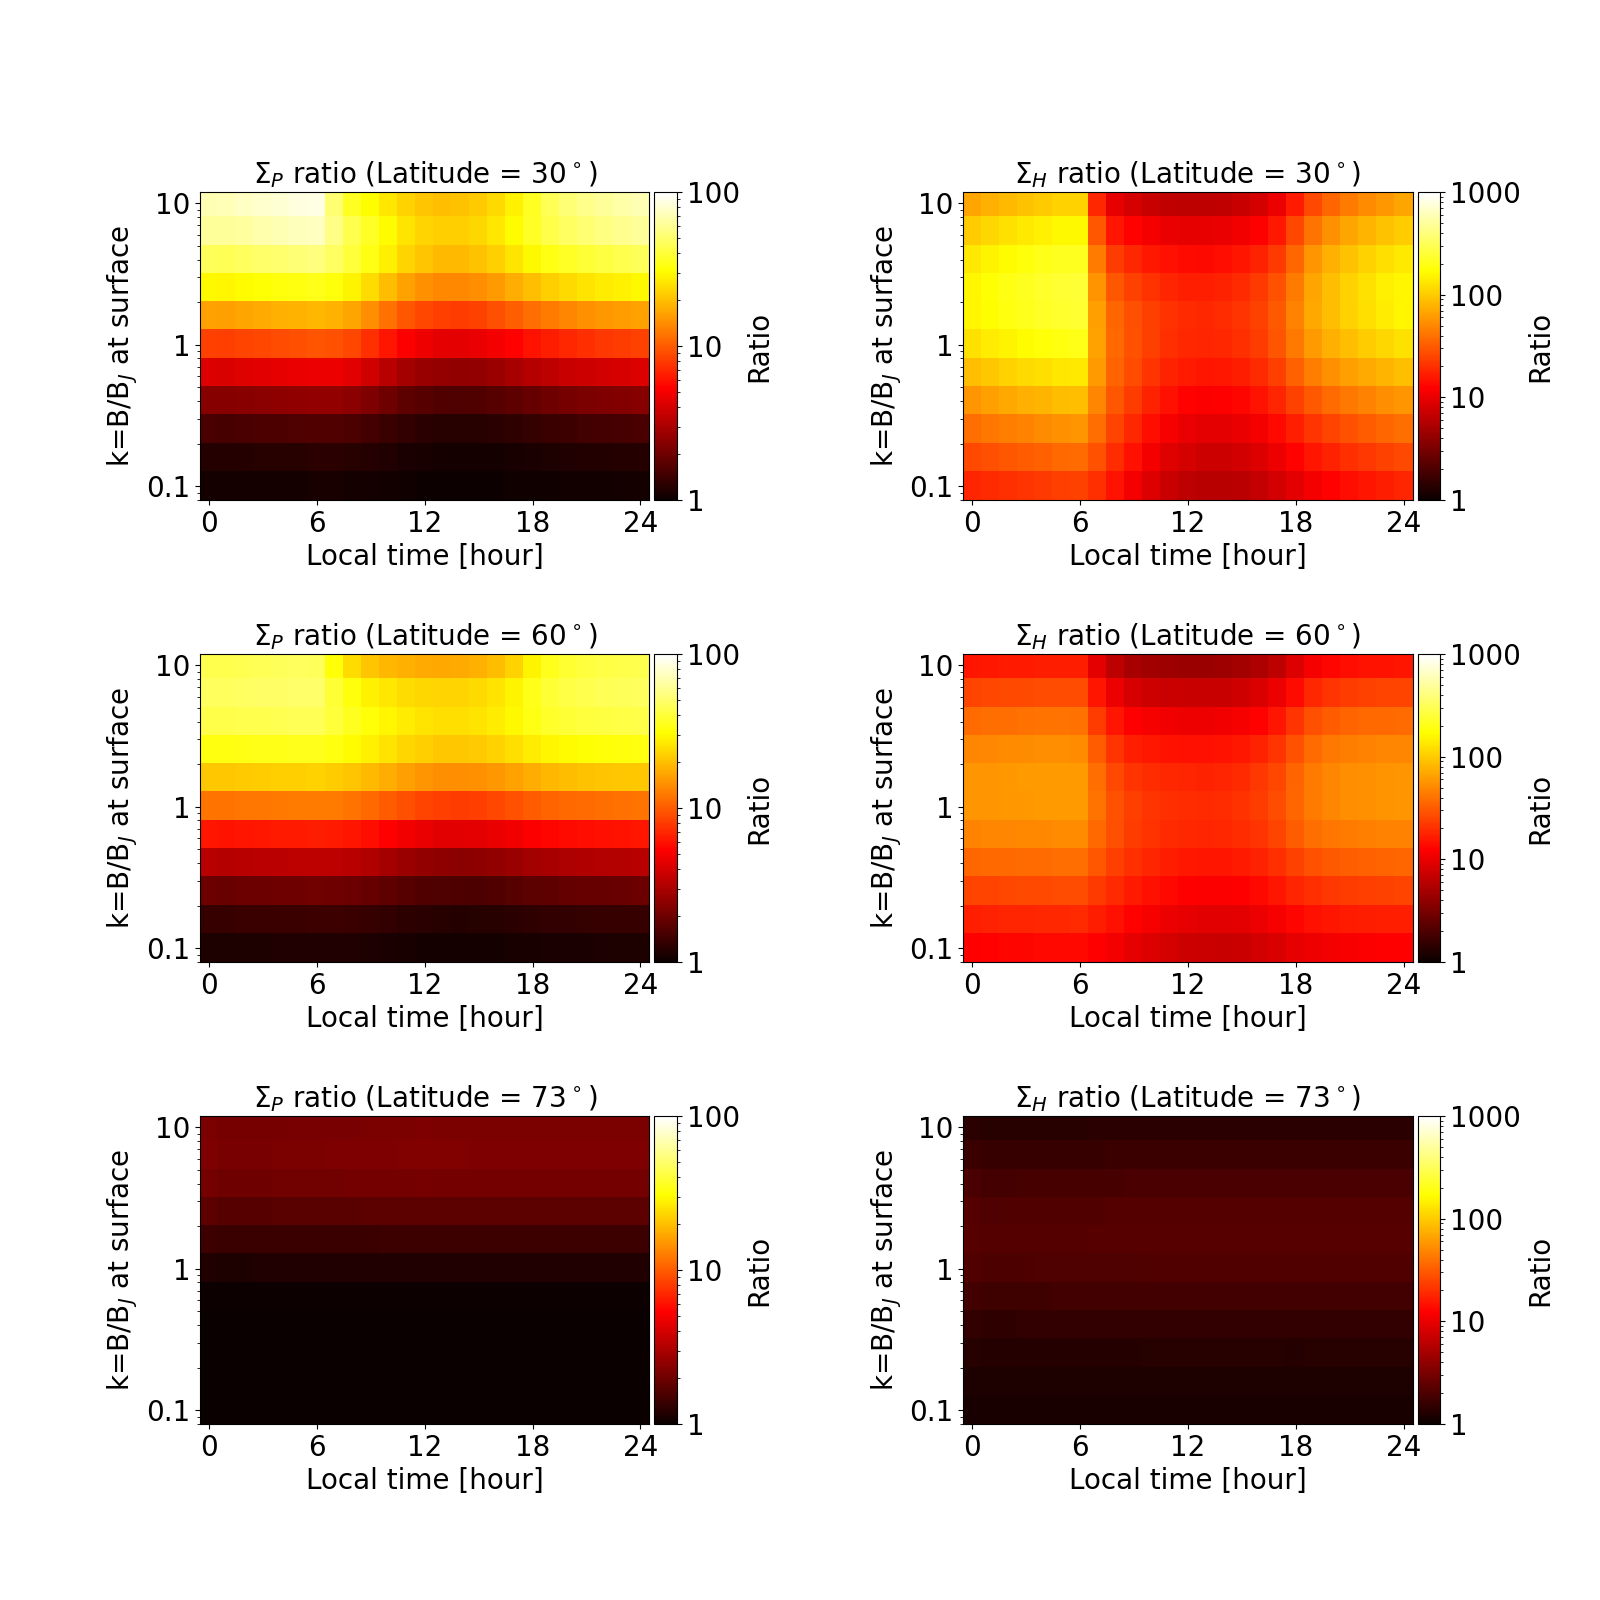 Σ_P ratio (Latitude = 30°)
10
1
0.1
k=B/B_J at surface
0 6 12 18 24
Local time [hour]
100
10
1
Ratio
Σ_H ratio (Latitude = 30°)
10
1
0.1
k=B/B_J at surface
0 6 12 18 24
Local time [hour]
1000
100
10
1
Ratio
Σ_P ratio (Latitude = 60°)
10
1
0.1
k=B/B_J at surface
0 6 12 18 24
Local time [hour]
100
10
1
Ratio
Σ_H ratio (Latitude = 60°)
10
1
0.1
k=B/B_J at surface
0 6 12 18 24
Local time [hour]
1000
100
10
1
Ratio
Σ_P ratio (Latitude = 73°)
10
1
0.1
k=B/B_J at surface
0 6 12 18 24
Local time [hour]
100
10
1
Ratio
Σ_H ratio (Latitude = 73°)
10
1
0.1
k=B/B_J at surface
0 6 12 18 24
Local time [hour]
1000
100
10
1
Ratio